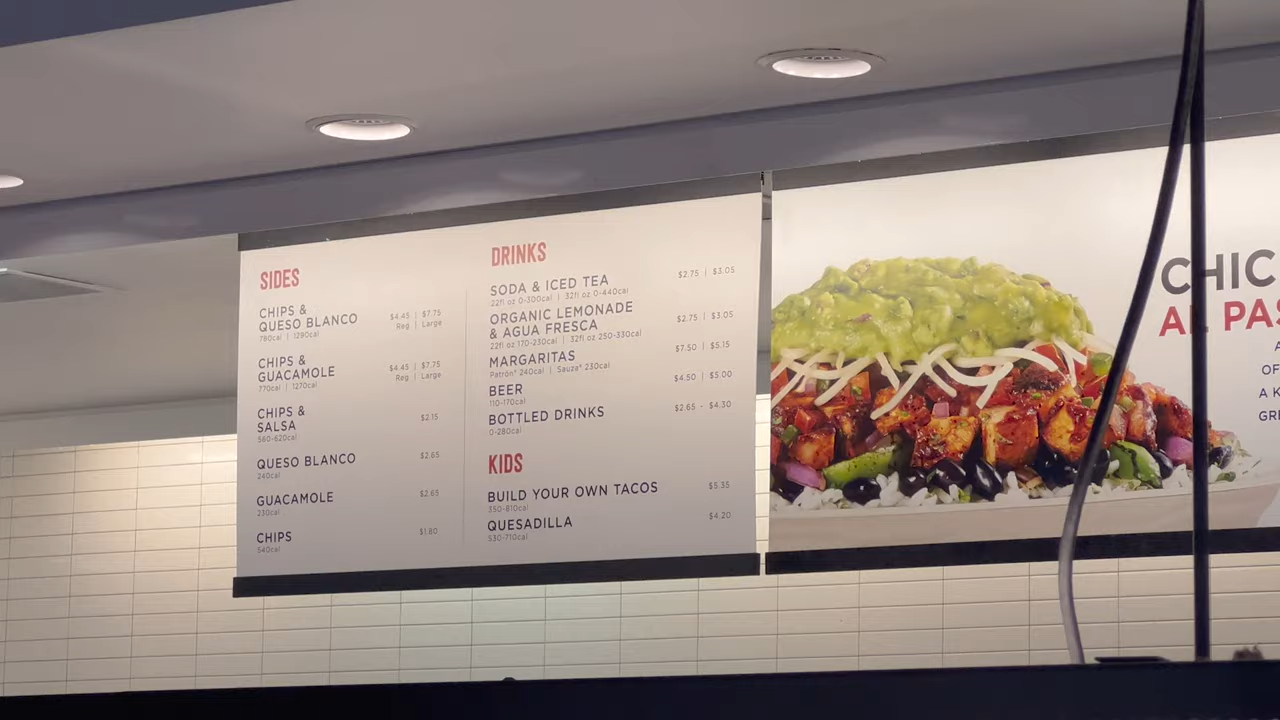 SIDES
CHIPS &
QUESO BLANCO
$4.45 | $7.75
Reg | Large
780cal | 1290cal
CHIPS &
GUACAMOLE
$4.45 | $7.75
Reg | Large
770cal | 1270cal
CHIPS &
SALSA
$2.15
560-620cal
QUESO BLANCO
$2.65
240cal
GUACAMOLE
$2.65
230cal
CHIPS
$1.80
540cal
DRINKS
SODA & ICED TEA
$2.75 | $3.05
22fl oz 0-300cal | 32fl oz 0-440cal
ORGANIC LEMONADE
& AGUA FRESCA
$2.75 | $3.05
22fl oz 170-230cal | 32fl oz 250-330cal
MARGARITAS
$7.50 | $5.15
Patrón® 240cal | Sauza® 230cal
BEER
$4.50 | $5.00
110-170cal
BOTTLED DRINKS
$2.65 - $4.30
0-280cal
KIDS
BUILD YOUR OWN TACOS
$5.35
350-810cal
QUESADILLA
$4.20
530-710cal
CHIC
AL PAS
A
OF
A K
GRI